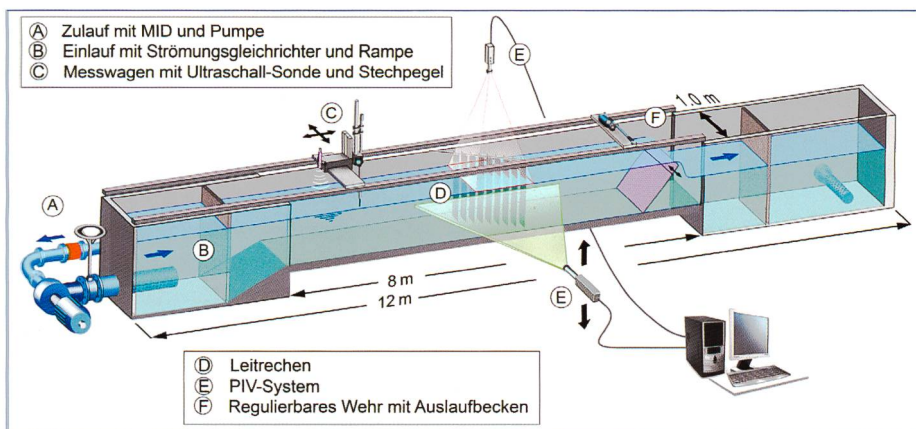 Ⓐ Zulauf mit MID und Pumpe
Ⓑ Einlauf mit Strömungsgleichrichter und Rampe
Ⓒ Messwagen mit Ultraschall-Sonde und Stechpegel
E
C
F
1.0 m
D
A
B
8 m
12 m
E
Ⓓ Leitrechen
Ⓔ PIV-System
Ⓕ Regulierbares Wehr mit Auslaufbecken